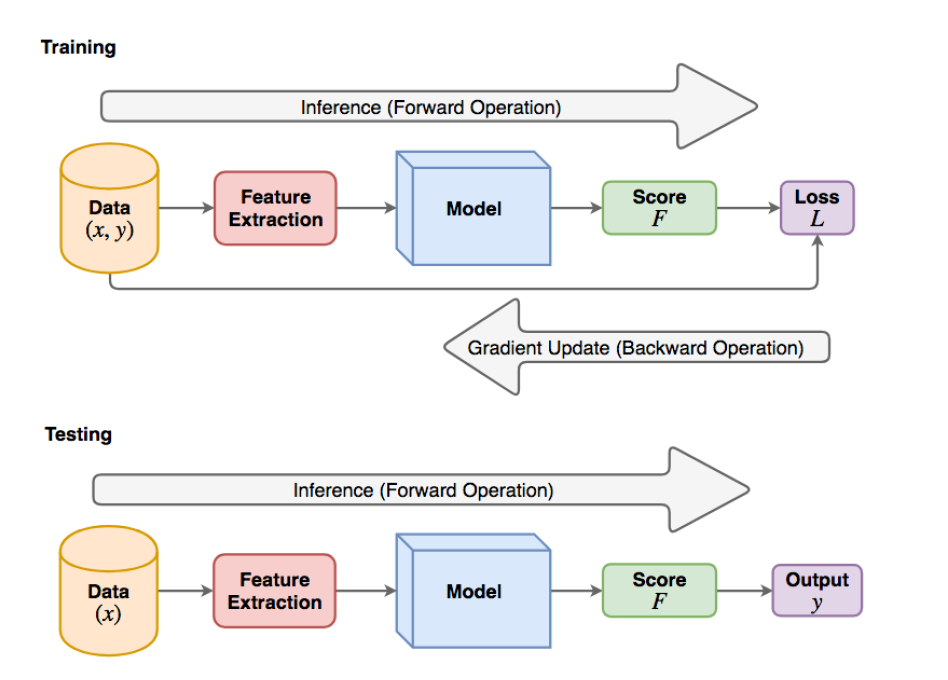 Training
Inference (Forward Operation)
Data
(x, y)
Feature
Extraction
Model
Score
F
Loss
L
Gradient Update (Backward Operation)
Testing
Inference (Forward Operation)
Data
(x)
Feature
Extraction
Model
Score
F
Output
y